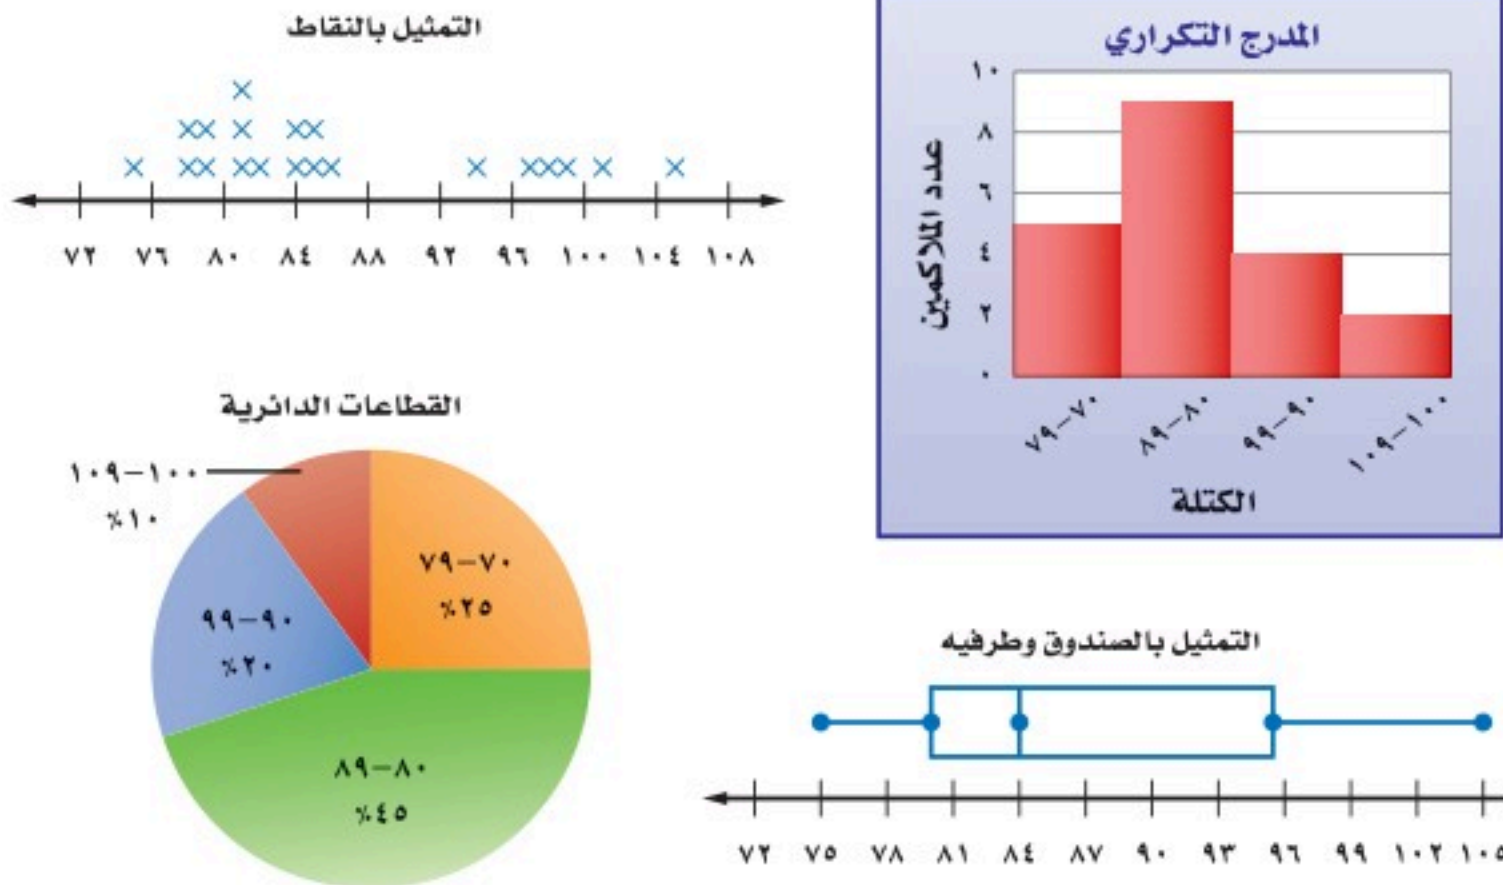 المدرج التكراري
عدد الملاكمين
١٠
٨
٦
٤
٢
٠
٧٠–٧٩
٨٠–٨٩
٩٠–٩٩
١٠٠–١٠٩
الكتلة
التمثيل بالنقاط
٧٢ ٧٦ ٨٠ ٨٤ ٨٨ ٩٢ ٩٦ ١٠٠ ١٠٤ ١٠٨
القطاعات الدائرية
١٠٠–١٠٩
١٠٪
٧٠–٧٩
٢٥٪
٩٠–٩٩
٢٠٪
٨٠–٨٩
٤٥٪
التمثيل بالصندوق وطرفيه
٧٢ ٧٥ ٧٨ ٨١ ٨٤ ٨٧ ٩٠ ٩٣ ٩٦ ٩٩ ١٠٢ ١٠٥